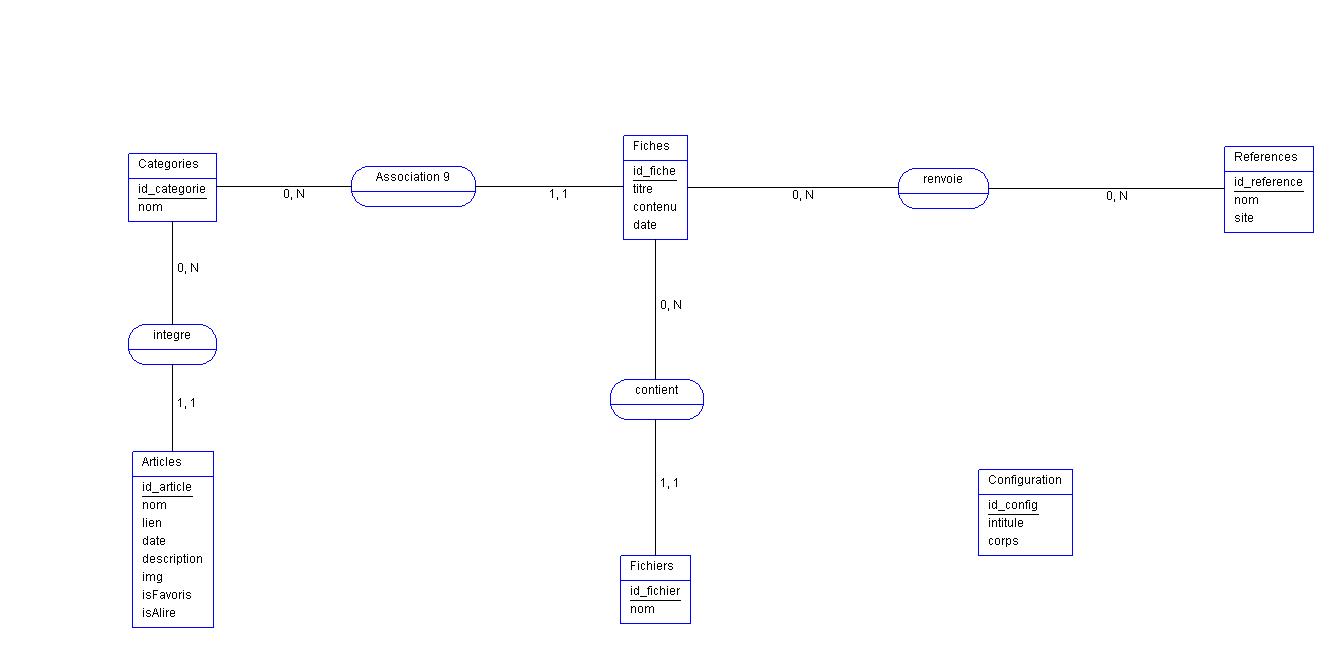 Categories
id_categorie
nom
0, N
Association 9
1, 1
Fiches
id_fiche
titre
contenu
date
0, N
renvoie
0, N
References
id_reference
nom
site
0, N
integre
1, 1
Articles
id_article
nom
lien
date
description
img
isFavoris
isAlire
0, N
contient
1, 1
Fichiers
id_fichier
nom
Configuration
id_config
intitule
corps